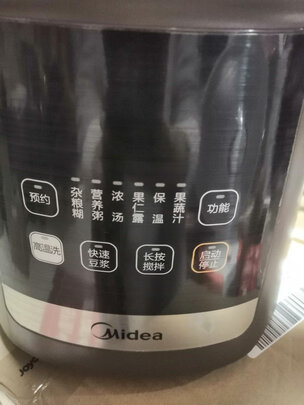 预约
杂粮糊
营养粥
浓汤
果仁露
保温
果蔬汁
功能
高温洗
快速
豆浆
长按
搅拌
启动
停止
Midea
Joyo